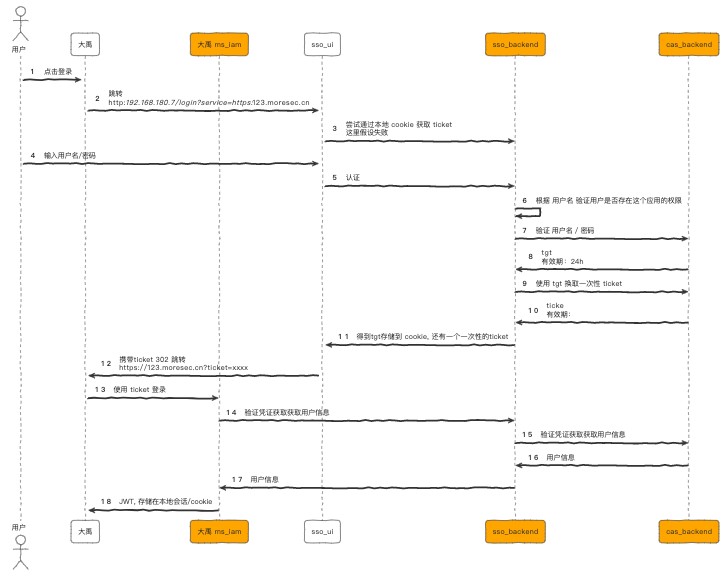 用户
大禹
大禹 ms_iam
sso_ui
sso_backend
cas_backend
1 点击登录
2 跳转
http:192.168.180.7/login?service=https:123.moresec.cn
3 尝试通过本地 cookie 获取 ticket
这里假设失败
4 输入用户名/密码
5 认证
6 根据 用户名 验证用户是否存在这个应用的权限
7 验证 用户名 / 密码
8 tgt
有效期：24h
9 使用 tgt 换取一次性 ticket
10 ticke
有效期：
11 得到tgt存储到 cookie, 还有一个一次性的ticket
12 携带ticket 302 跳转
https://123.moresec.cn?ticket=xxxx
13 使用 ticket 登录
14 验证凭证获取获取用户信息
15 验证凭证获取获取用户信息
16 用户信息
17 用户信息
18 JWT, 存储在本地会话/cookie
用户
大禹
大禹 ms_iam
sso_ui
sso_backend
cas_backend